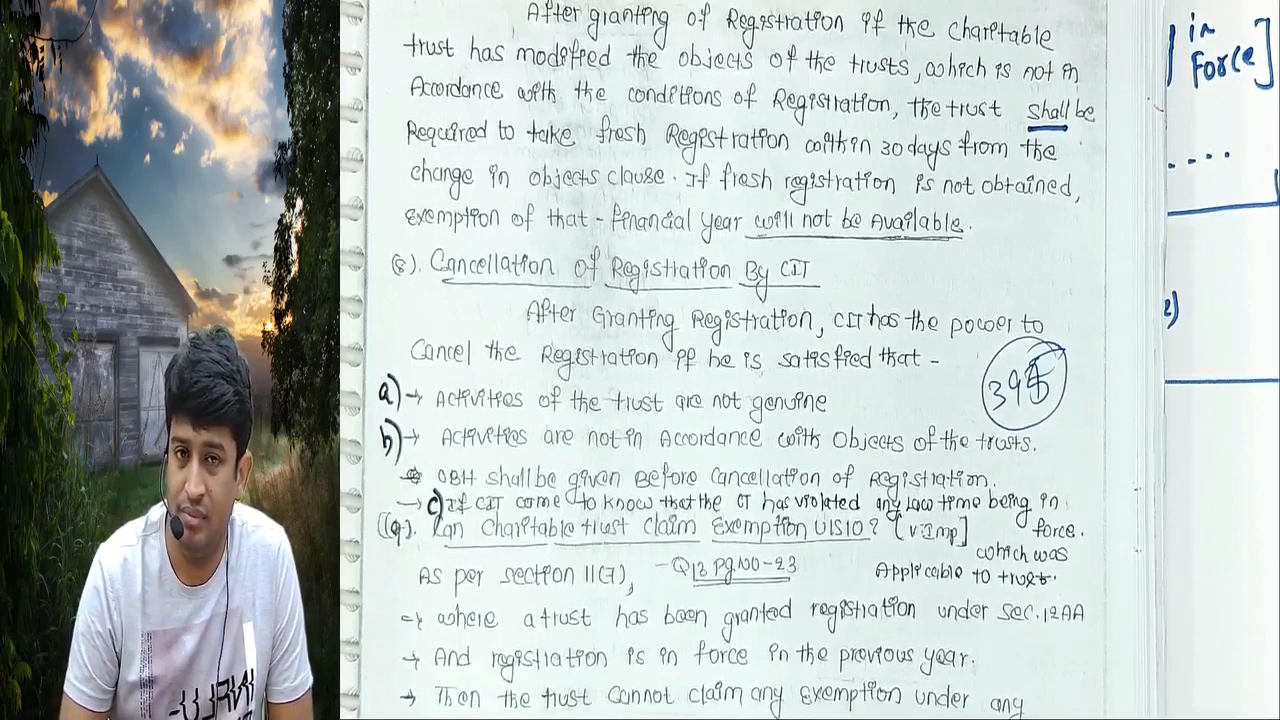 After granting of Registration if the charitable
trust has modified the objects of the trusts, which is not in
Accordance with the conditions of Registration, the trust shall be
Required to take fresh Registration within 30 days from the
change in objects clause. If fresh registration is not obtained,
Exemption of that - financial year will not be Available.
(8). Cancellation of Registration By CIT
After Granting Registration, CIT has the power to
Cancel the Registration if he is satisfied that -
395
a) → Activities of the trust are not genuine
b) → Activities are not in Accordance with Objects of the trusts.
OBH shall be given Before Cancellation of Registration.
→ c) If CIT come to know that the CT has violated any Law time being in force.
which was
Applicable to trust.
(9). Can Charitable trust claim Exemption U/S 10? [V.Imp]
As per section 11(7), - Q13 Pg No - 23
→ where a trust has been granted registration under sec. 12AA
→ And registration is in force in the previous year.
→ Then the trust cannot claim any Exemption under any
in
Force]
....
2)